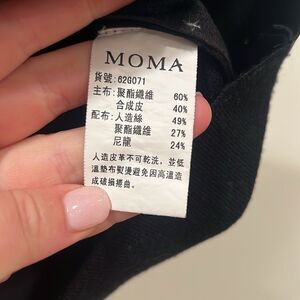 MOMA
貨號:62G071
主布:聚酯纖維 60%
合成皮 40%
配布:人造絲 49%
聚酯纖維 27%
尼龍 24%
人造皮革不可乾洗,並低
溫墊布熨燙避免因高溫造
成破損捲曲。